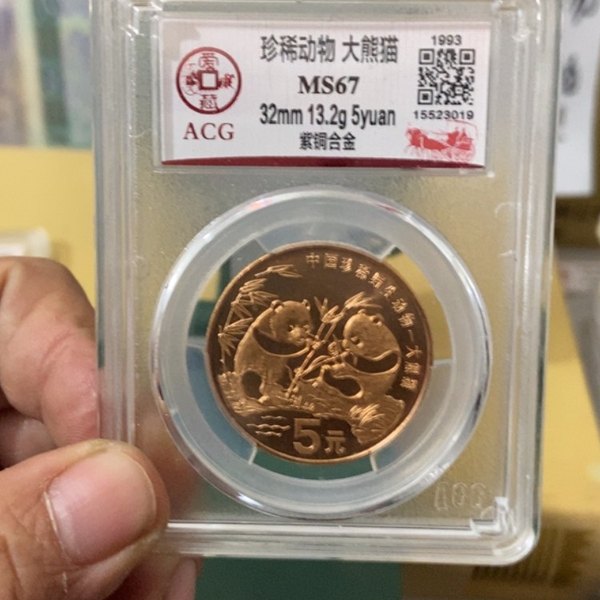 珍稀动物 大熊猫
1993
MS67
ACG
32mm 13.2g 5yuan
15523019
紫铜合金
中国珍稀野生动物—大熊猫
5元